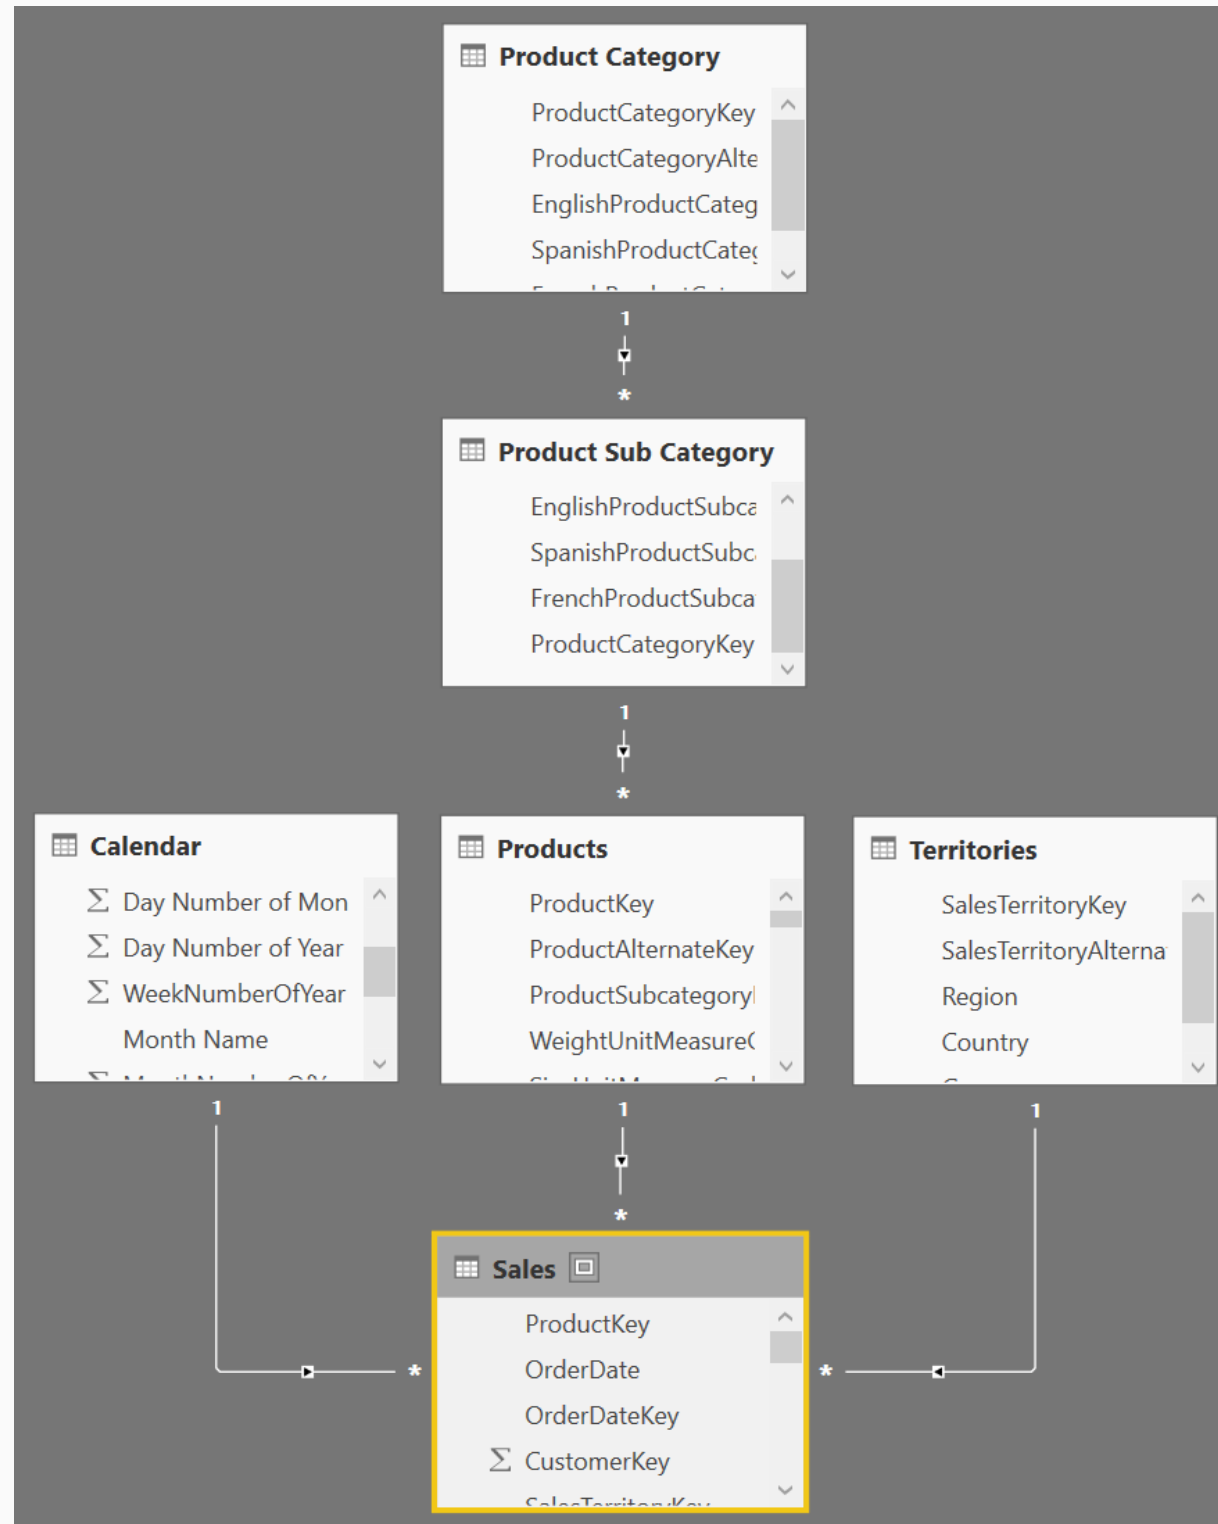 Product Category
ProductCategoryKey
ProductCategoryAlte
EnglishProductCateg
SpanishProductCateg
1
*
Product Sub Category
EnglishProductSubca
SpanishProductSubc
FrenchProductSubca
ProductCategoryKey
1
*
Calendar
Σ Day Number of Mon
Σ Day Number of Year
Σ WeekNumberOfYear
Month Name
1
Products
ProductKey
ProductAlternateKey
ProductSubcategory
WeightUnitMeasure
1
*
Territories
SalesTerritoryKey
SalesTerritoryAlterna
Region
Country
1
*
*
Sales
ProductKey
OrderDate
OrderDateKey
Σ CustomerKey
SalesTerritoryKey